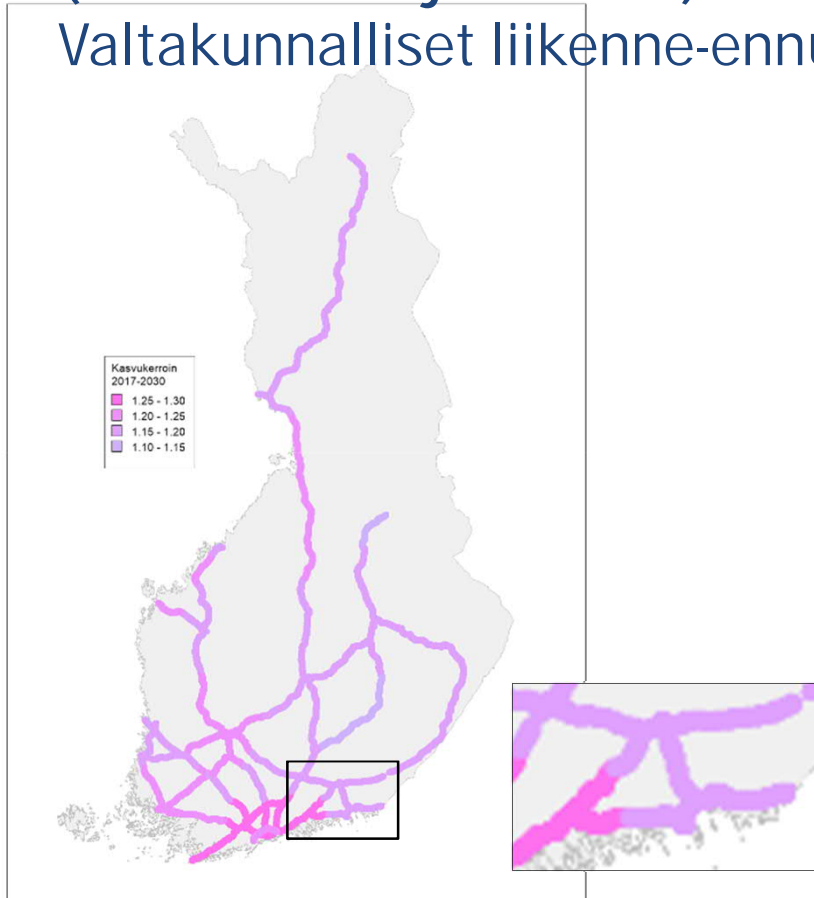 Valtakunnalliset liikenne-ennu
Kasvukerroin
2017-2030
1.25 - 1.30
1.20 - 1.25
1.15 - 1.20
1.10 - 1.15